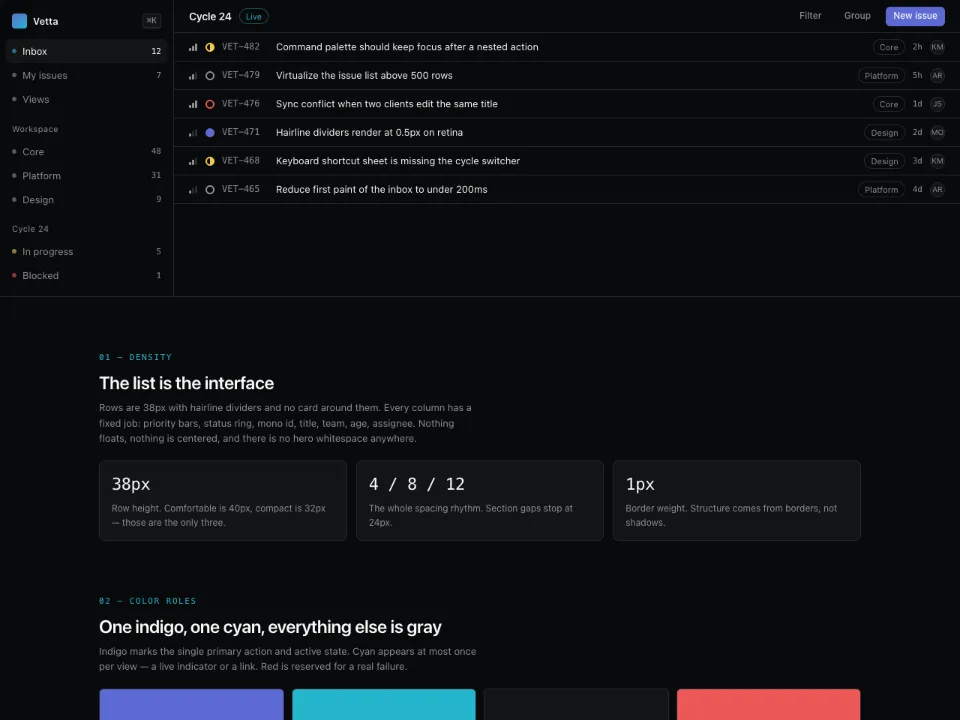 Vetta
⌘K
Inbox 12
My issues 7
Views
Workspace
Core 48
Platform 31
Design 9
Cycle 24
In progress 5
Blocked 1
Cycle 24 Live Filter Group New issue
VET-482 Command palette should keep focus after a nested action Core 2h KM
VET-479 Virtualize the issue list above 500 rows Platform 5h AR
VET-476 Sync conflict when two clients edit the same title Core 1d JS
VET-471 Hairline dividers render at 0.5px on retina Design 2d MO
VET-468 Keyboard shortcut sheet is missing the cycle switcher Design 3d KM
VET-465 Reduce first paint of the inbox to under 200ms Platform 4d AR
01 — DENSITY
The list is the interface
Rows are 38px with hairline dividers and no card around them. Every column has a
fixed job: priority bars, status ring, mono id, title, team, age, assignee. Nothing
floats, nothing is centered, and there is no hero whitespace anywhere.
38px
Row height. Comfortable is 40px, compact is 32px
— those are the only three.
4 / 8 / 12
The whole spacing rhythm. Section gaps stop at
24px.
1px
Border weight. Structure comes from borders, not
shadows.
02 — COLOR ROLES
One indigo, one cyan, everything else is gray
Indigo marks the single primary action and active state. Cyan appears at most once
per view — a live indicator or a link. Red is reserved for a real failure.